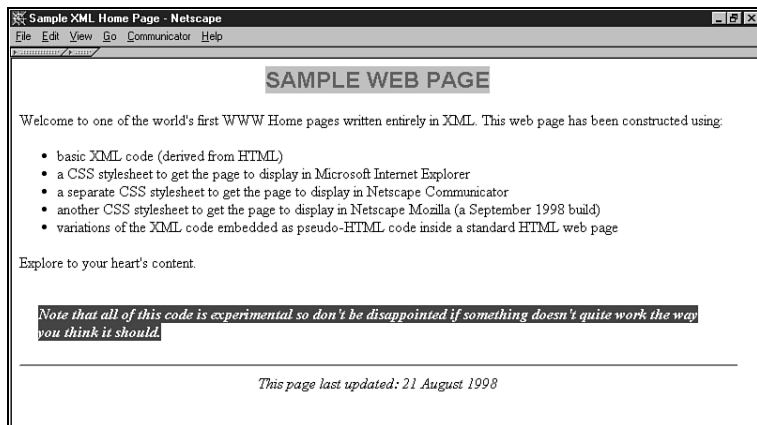 Sample XML Home Page - Netscape
File Edit View Go Communicator Help
SAMPLE WEB PAGE
Welcome to one of the world's first WWW Home pages written entirely in XML. This web page has been constructed using:
• basic XML code (derived from HTML)
• a CSS stylesheet to get the page to display in Microsoft Internet Explorer
• a separate CSS stylesheet to get the page to display in Netscape Communicator
• another CSS stylesheet to get the page to display in Netscape Mozilla (a September 1998 build)
• variations of the XML code embedded as pseudo-HTML code inside a standard HTML web page
Explore to your heart's content.
Note that all of this code is experimental so don't be disappointed if something doesn't quite work the way
you think it should.
This page last updated: 21 August 1998